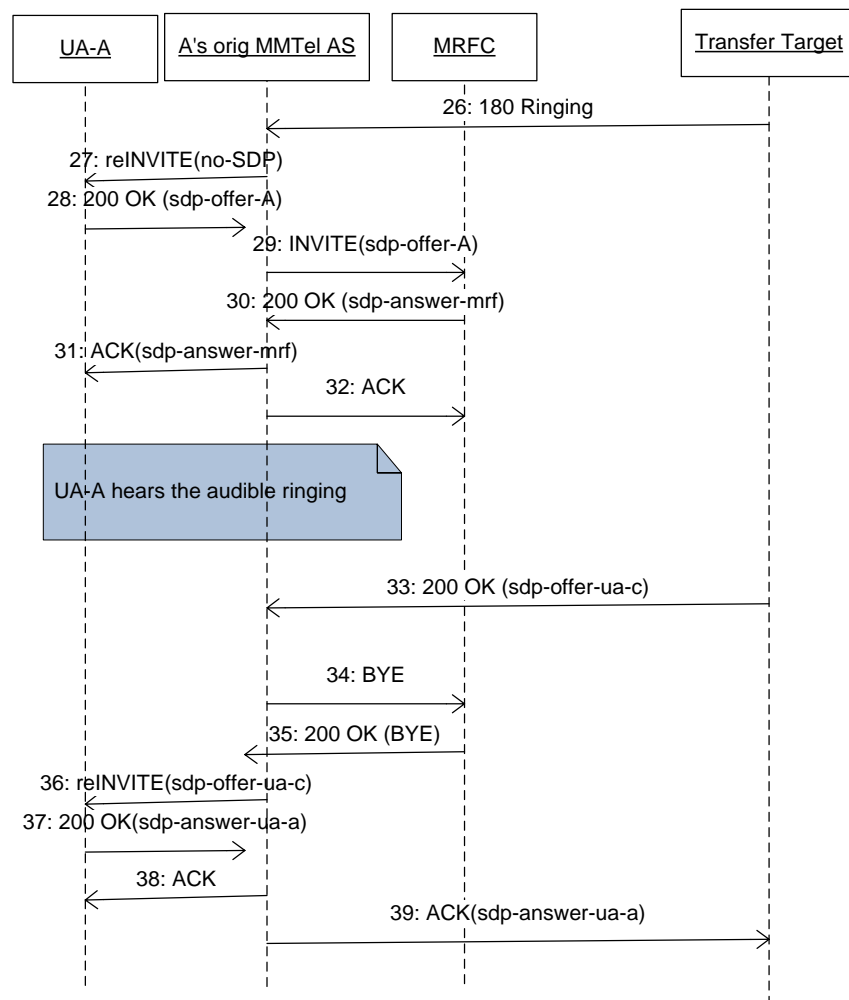 UA-A
A's orig MMTel AS
MRFC
Transfer Target
26: 180 Ringing
27: reINVITE(no-SDP)
28: 200 OK (sdp-offer-A)
29: INVITE(sdp-offer-A)
30: 200 OK (sdp-answer-mrf)
31: ACK(sdp-answer-mrf)
32: ACK
UA-A hears the audible ringing
33: 200 OK (sdp-offer-ua-c)
34: BYE
35: 200 OK (BYE)
36: reINVITE(sdp-offer-ua-c)
37: 200 OK(sdp-answer-ua-a)
38: ACK
39: ACK(sdp-answer-ua-a)